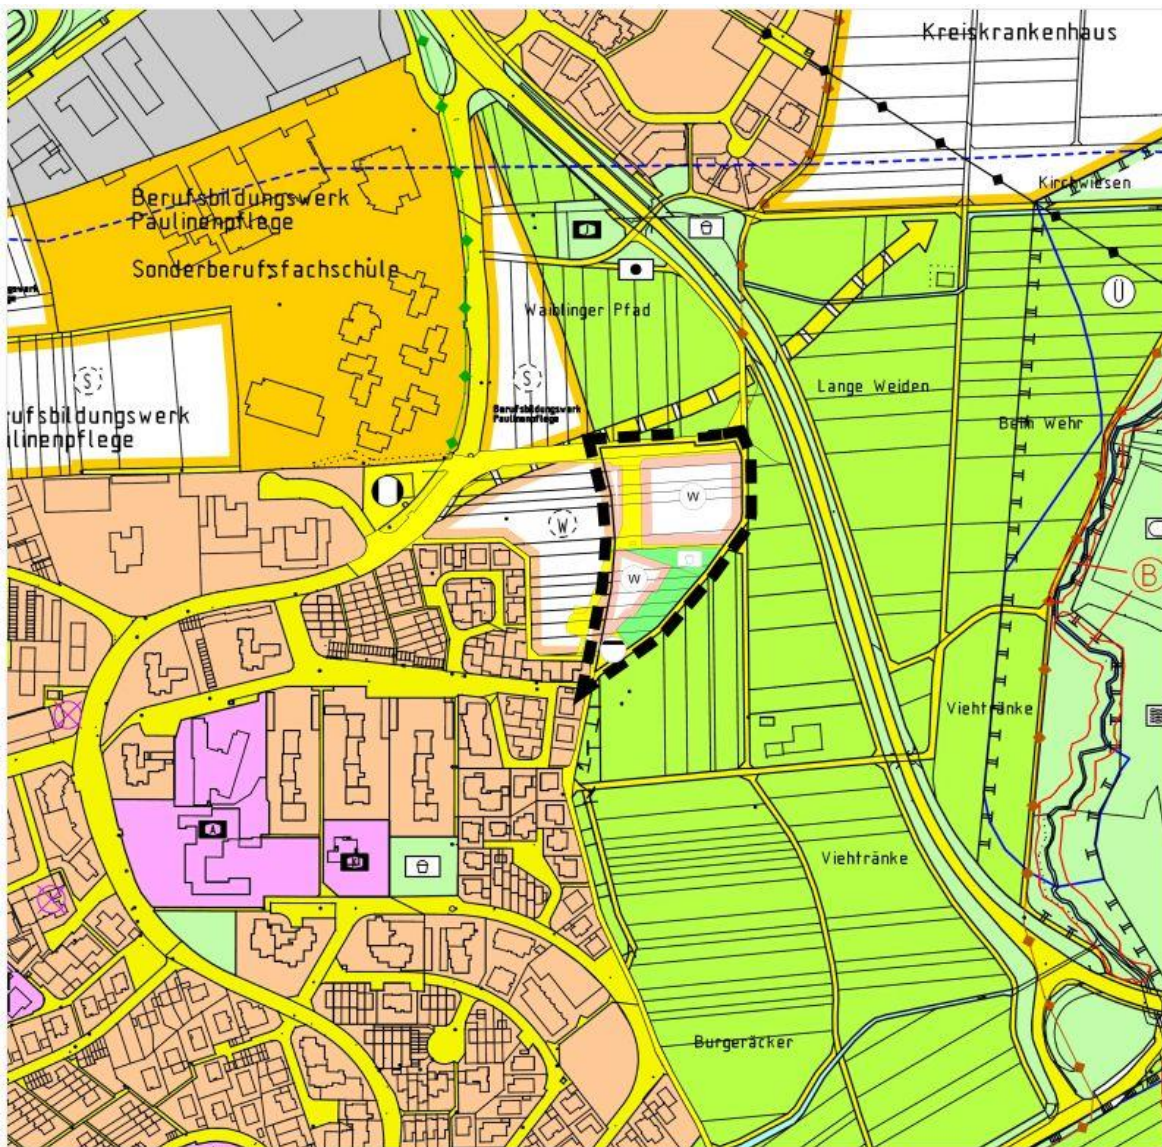 Kreiskrankenhaus
Kirchwiesen
Berufsbildungswerk
Paulinenpflege
Sonderberufsfachschule
Ü
Waiblinger Pfad
S
S
Lange Weiden
Berufsbildungswerk
Paulinenpflege
rufsbildungswerk
ulinenpflege
Beim Wehr
W
W
W
B
Viehtränke
A
Viehtränke
Burgeräcker